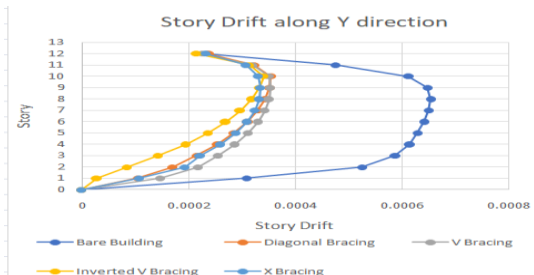 Story Drift along Y direction
13
12
11
10
9
8
7
6
5
4
3
2
1
0
Story
0
0.0002
0.0004
0.0006
0.0008
Story Drift
Bare Building
Diagonal Bracing
V Bracing
Inverted V Bracing
X Bracing